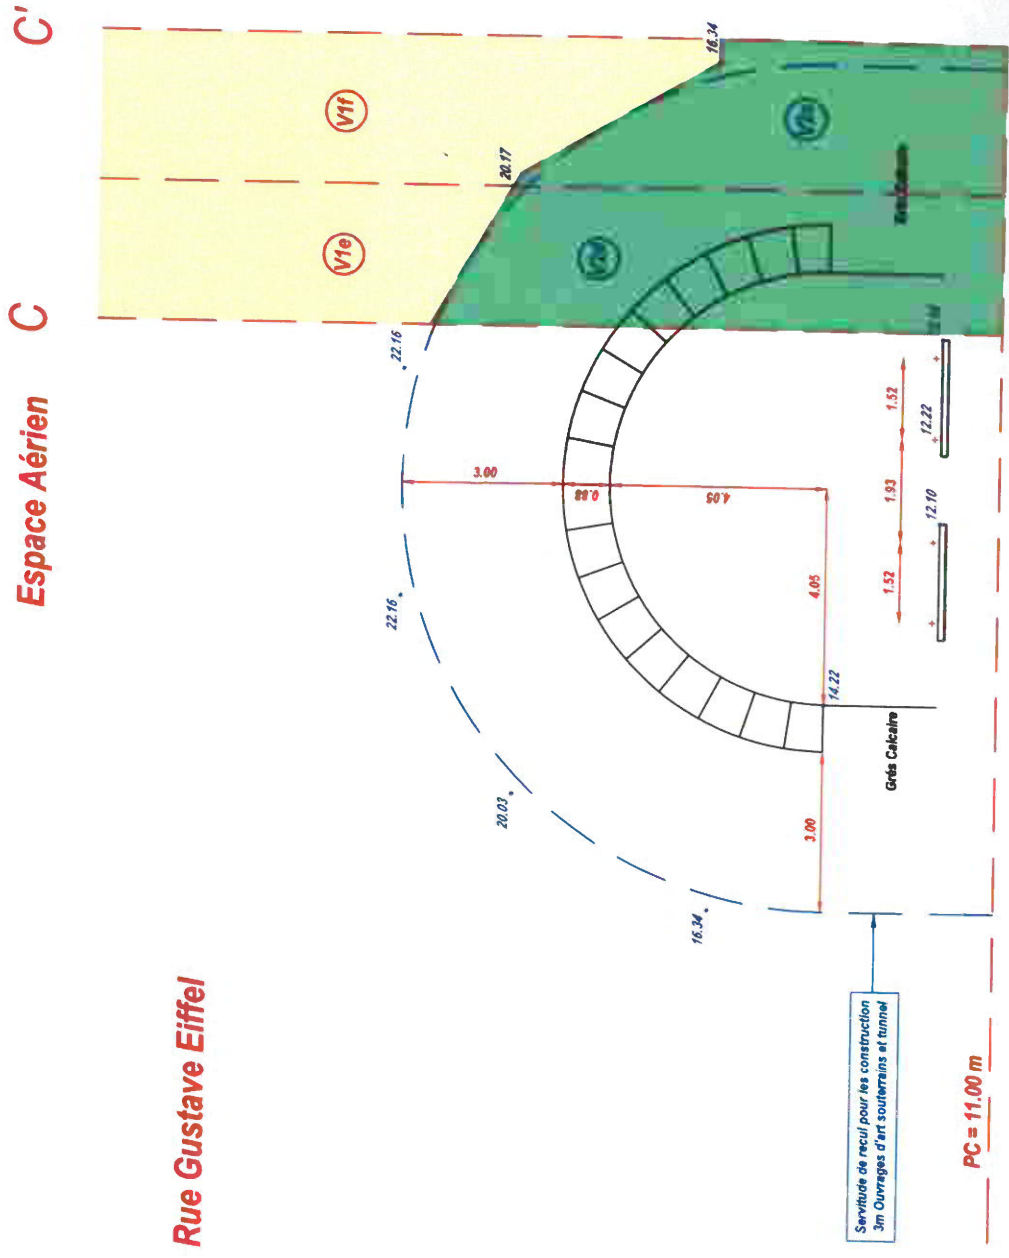 C'
C
Espace Aérien
Rue Gustave Eiffel
V1f
V1e
16.34
20.17
22.16
22.16
20.03
16.34
3.00
0.88
4.05
4.05
3.00
14.22
1.52
1.93
1.52
12.22
12.10
Grés Calcaire
Servitude de recul pour les construction
3m Ouvrages d'art souterrains et tunnel
PC = 11.00 m